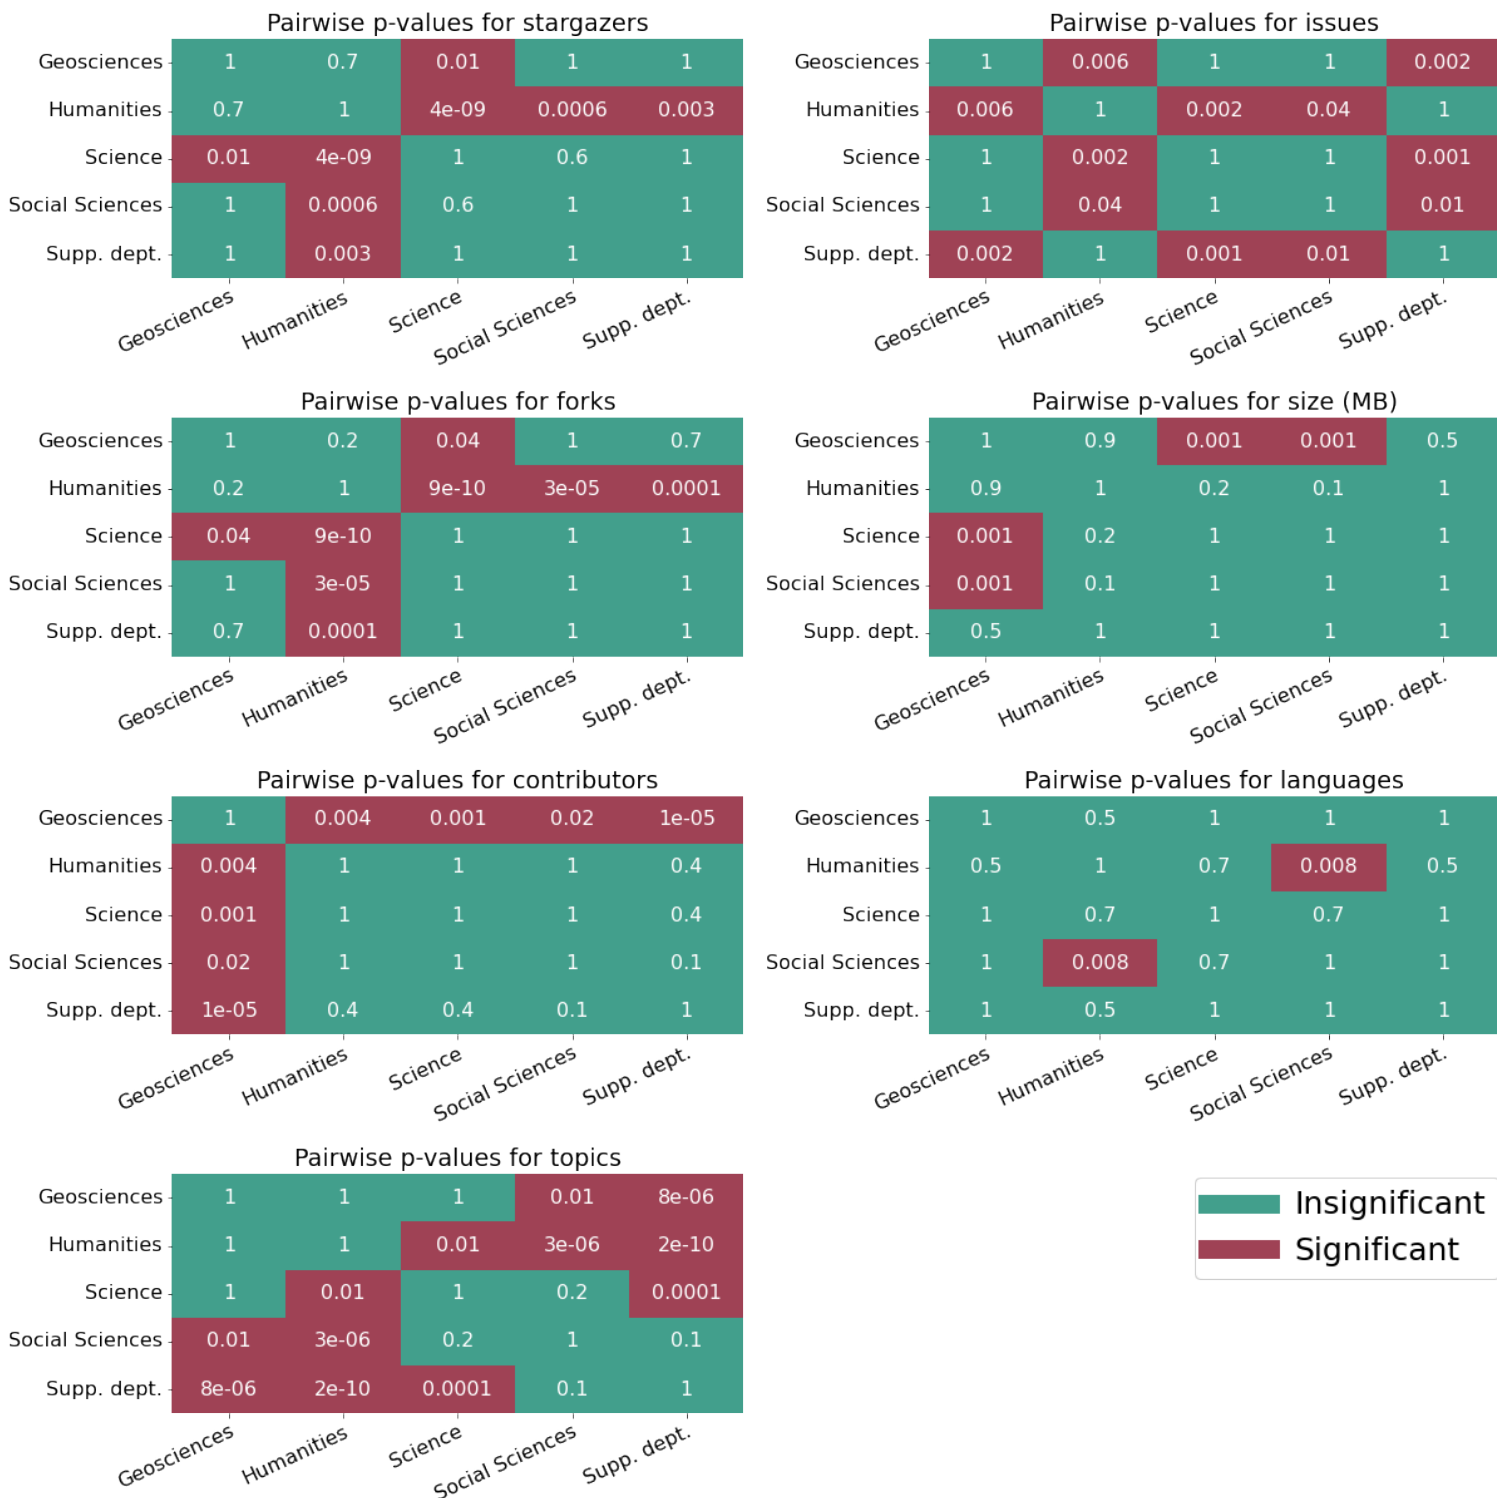 Pairwise p-values for stargazers
Geosciences 1 0.7 0.01 1 1
Humanities 0.7 1 4e-09 0.0006 0.003
Science 0.01 4e-09 1 0.6 1
Social Sciences 1 0.0006 0.6 1 1
Supp. dept. 1 0.003 1 1 1
Geosciences Humanities Science Social Sciences Supp. dept.
Pairwise p-values for issues
Geosciences 1 0.006 1 1 0.002
Humanities 0.006 1 0.002 0.04 1
Science 1 0.002 1 1 0.001
Social Sciences 1 0.04 1 1 0.01
Supp. dept. 0.002 1 0.001 0.01 1
Geosciences Humanities Science Social Sciences Supp. dept.
Pairwise p-values for forks
Geosciences 1 0.2 0.04 1 0.7
Humanities 0.2 1 9e-10 3e-05 0.0001
Science 0.04 9e-10 1 1 1
Social Sciences 1 3e-05 1 1 1
Supp. dept. 0.7 0.0001 1 1 1
Geosciences Humanities Science Social Sciences Supp. dept.
Pairwise p-values for size (MB)
Geosciences 1 0.9 0.001 0.001 0.5
Humanities 0.9 1 0.2 0.1 1
Science 0.001 0.2 1 1 1
Social Sciences 0.001 0.1 1 1 1
Supp. dept. 0.5 1 1 1 1
Geosciences Humanities Science Social Sciences Supp. dept.
Pairwise p-values for contributors
Geosciences 1 0.004 0.001 0.02 1e-05
Humanities 0.004 1 1 1 0.4
Science 0.001 1 1 1 0.4
Social Sciences 0.02 1 1 1 0.1
Supp. dept. 1e-05 0.4 0.4 0.1 1
Geosciences Humanities Science Social Sciences Supp. dept.
Pairwise p-values for languages
Geosciences 1 0.5 1 1 1
Humanities 0.5 1 0.7 0.008 0.5
Science 1 0.7 1 0.7 1
Social Sciences 1 0.008 0.7 1 1
Supp. dept. 1 0.5 1 1 1
Geosciences Humanities Science Social Sciences Supp. dept.
Pairwise p-values for topics
Geosciences 1 1 1 0.01 8e-06
Humanities 1 1 0.01 3e-06 2e-10
Science 1 0.01 1 0.2 0.0001
Social Sciences 0.01 3e-06 0.2 1 0.1
Supp. dept. 8e-06 2e-10 0.0001 0.1 1
Geosciences Humanities Science Social Sciences Supp. dept.
Insignificant
Significant